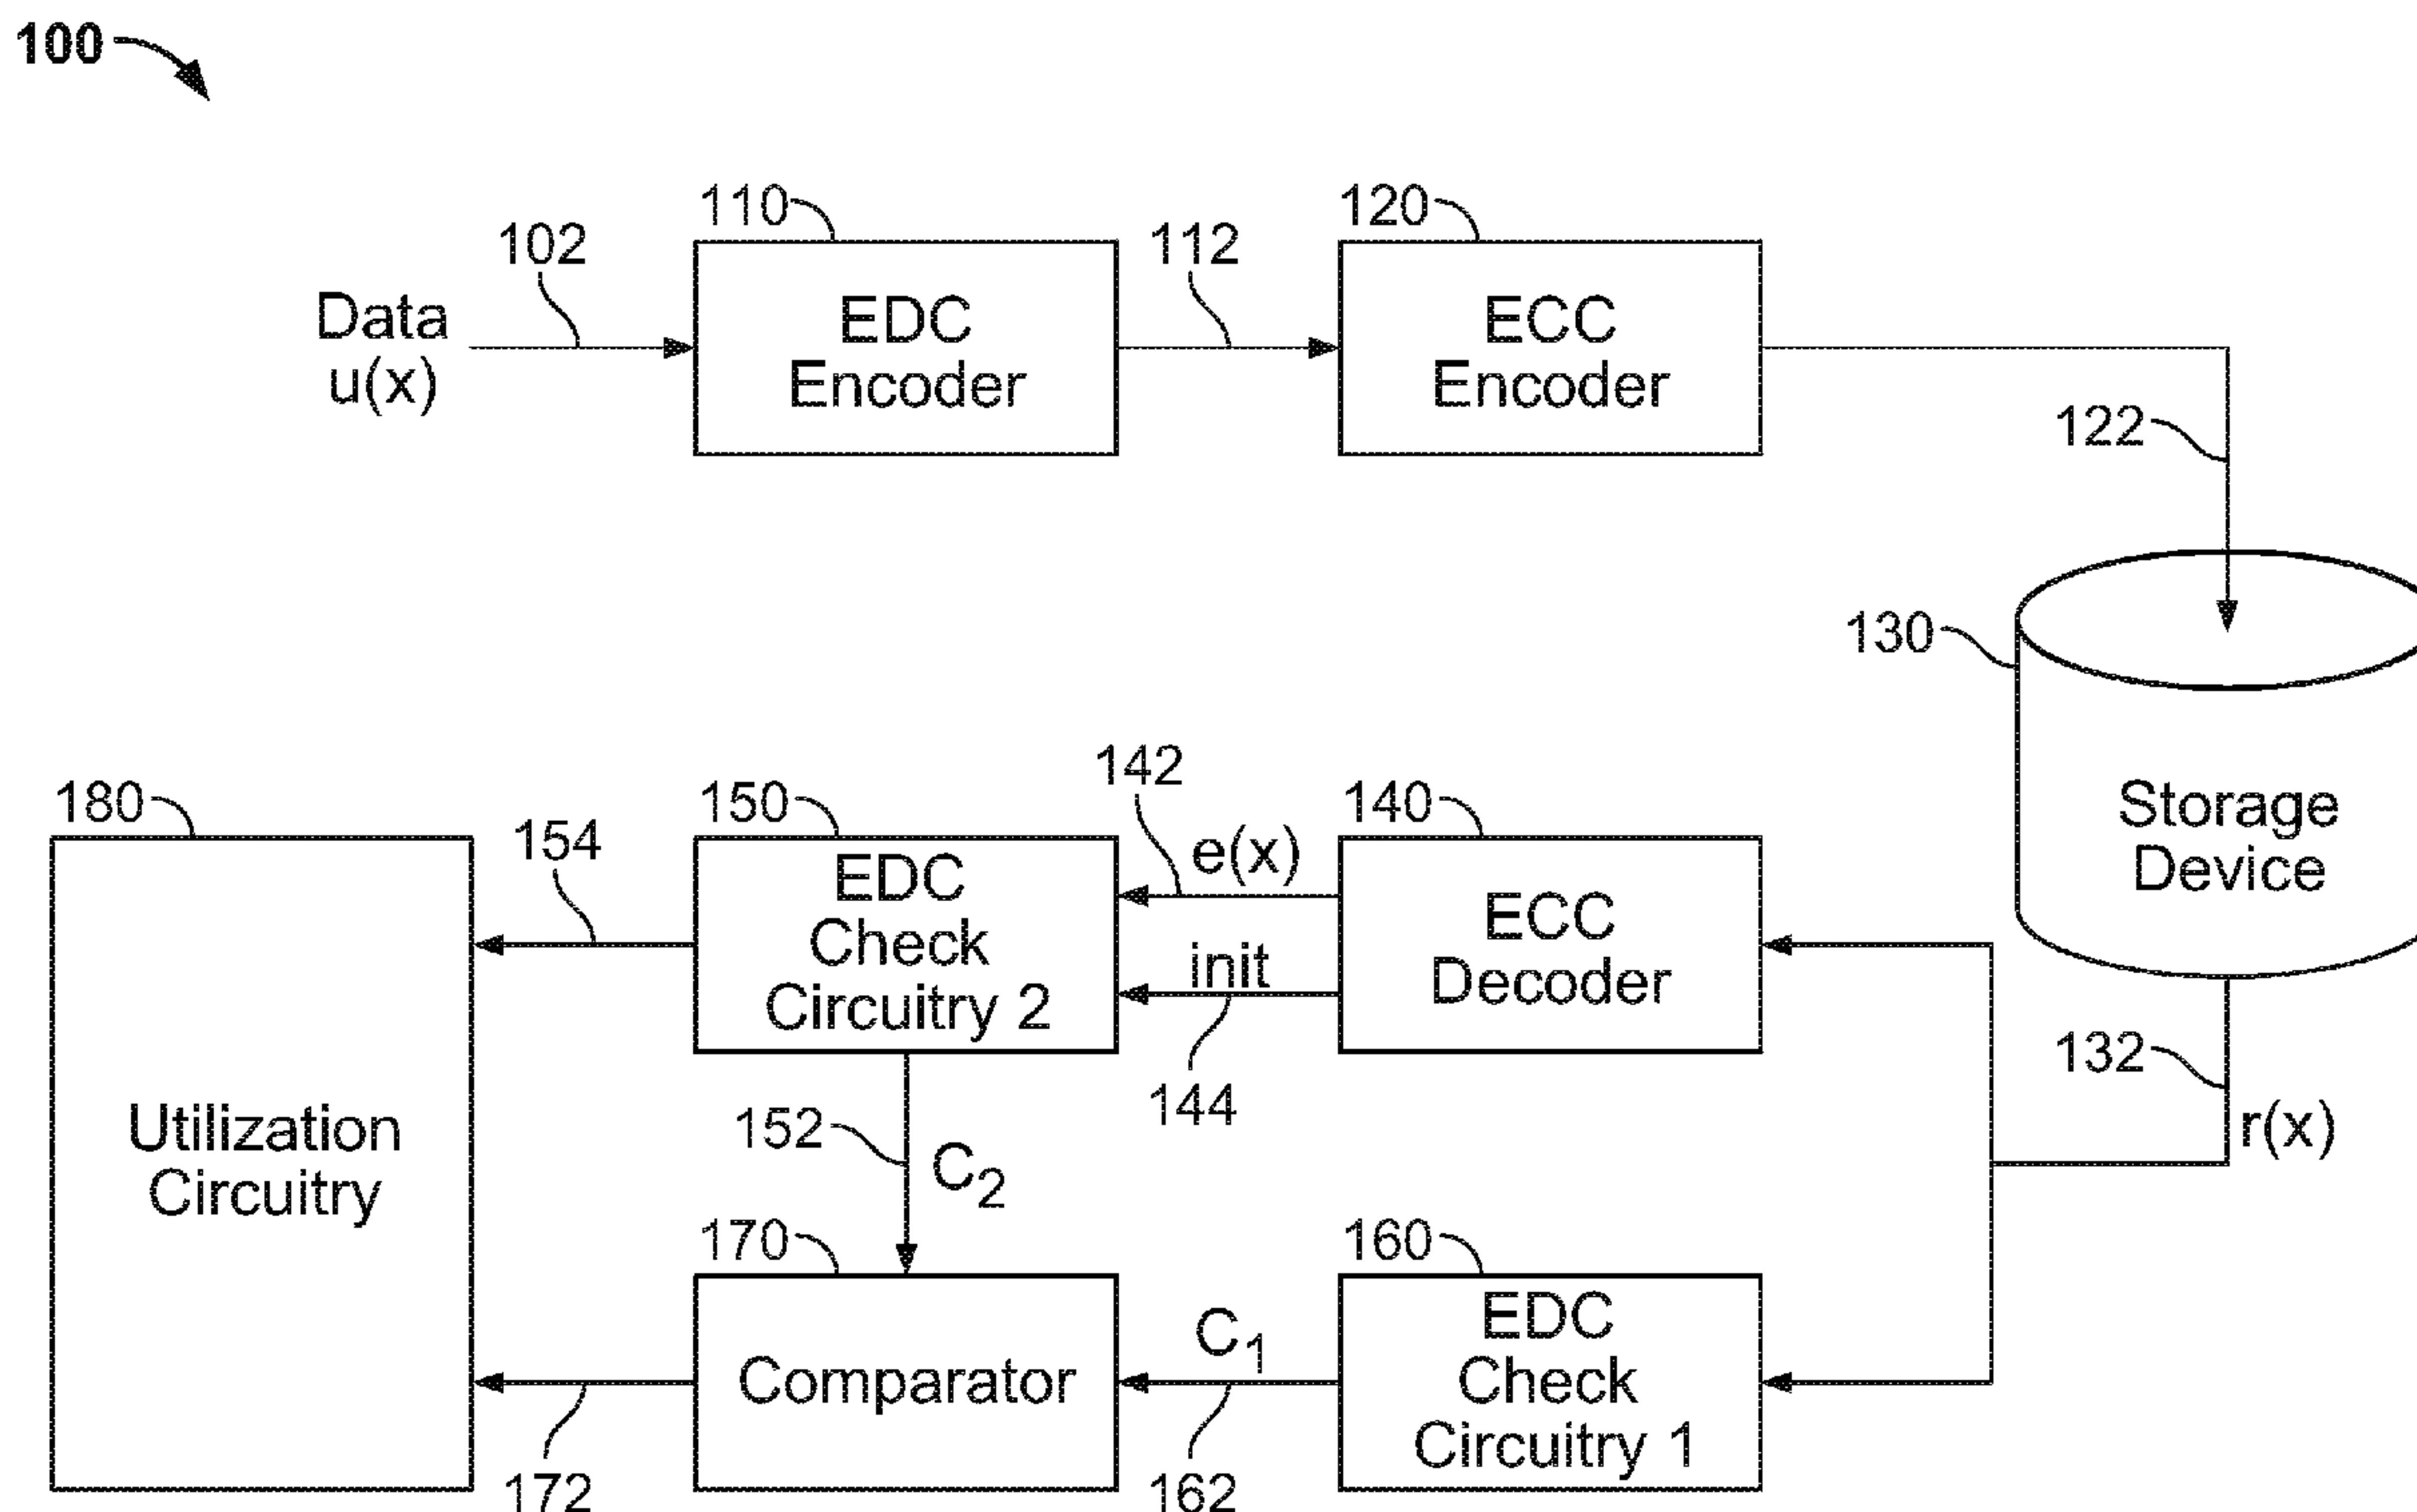 100
110
120
102
112
Data
u(x)
EDC
Encoder
ECC
Encoder
122
130
Storage
Device
142
180
150
140
154
e(x)
EDC
Check
Circuitry 2
init
ECC
Decoder
144
132
r(x)
152
C2
Utilization
Circuitry
170
160
C1
Comparator
EDC
Check
Circuitry 1
172
162